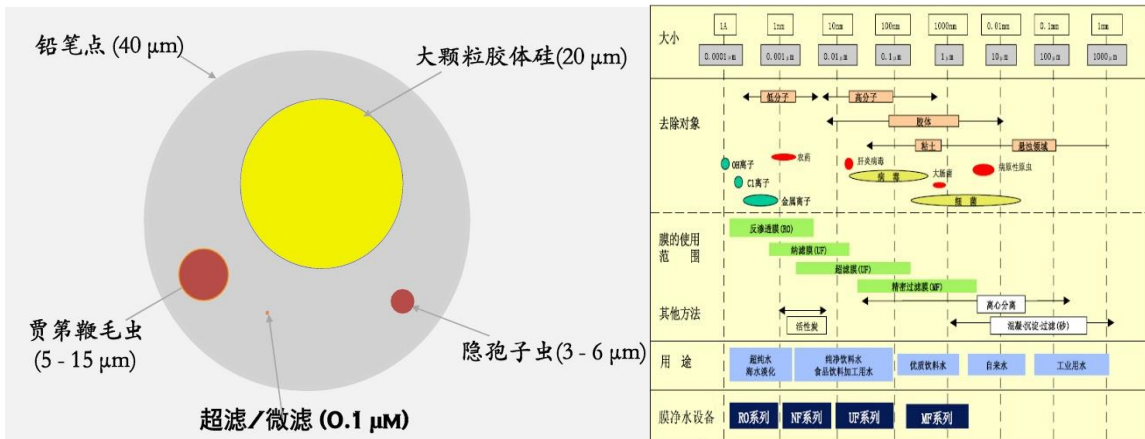 铅笔点 (40 μm)
大颗粒胶体硅(20 μm)
贾第鞭毛虫
(5 - 15 μm)
隐孢子虫(3 - 6 μm)
超滤/微滤 (0.1 μM)
大小
1A 1nm 10nm 100nm 1000nm 0.01mm 0.1mm 1mm
0.0001μm 0.001μm 0.01μm 0.1μm 1μm 10μm 100μm 1000μm
去除对象
低分子 高分子
胶体
粘土 悬浊领域
OH离子 农药 肝炎病毒 大肠菌 病原性原虫
Cl离子 病 毒
金属离子 细 菌
膜的使用
范 围
反渗透膜(RO)
纳滤膜(UF)
超滤膜(UF)
精密过滤膜(MF)
其他方法
离心分离
活性炭 混凝·沉淀·过滤(砂)
用 途
超纯水
海水淡化
纯净饮料水
食品饮料加工用水
优质饮料水
自来水
工业用水
膜净水设备
RO系列 NF系列 UF系列 MF系列